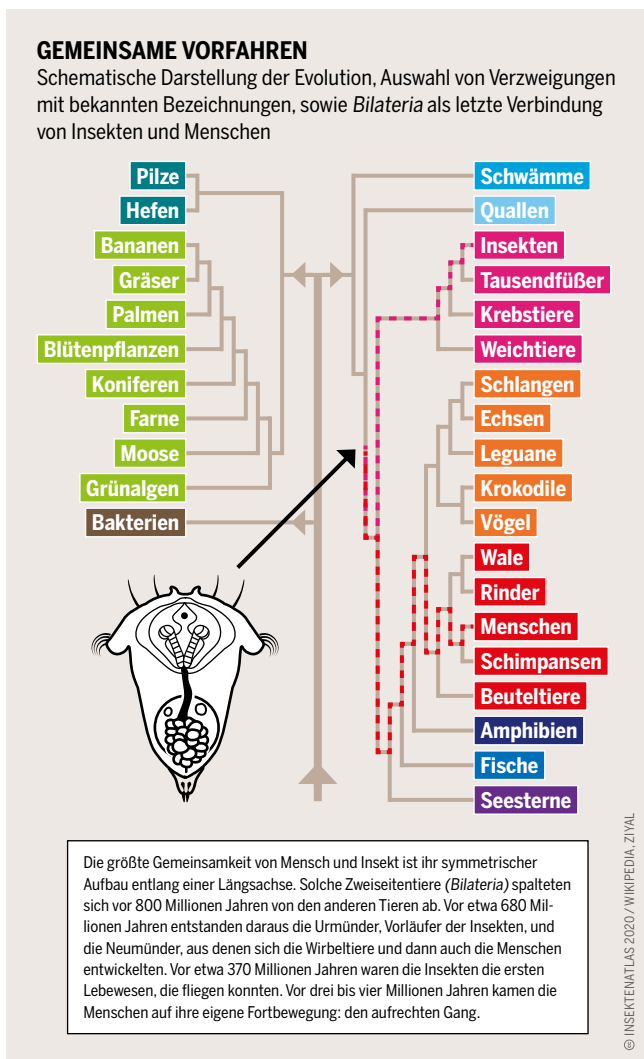 GEMEINSAME VORFAHREN
Schematische Darstellung der Evolution, Auswahl von Verzweigungen
mit bekannten Bezeichnungen, sowie Bilateria als letzte Verbindung
von Insekten und Menschen
Pilze
Hefen
Bananen
Gräser
Palmen
Blütenpflanzen
Koniferen
Farne
Moose
Grünalgen
Bakterien
Schwämme
Quallen
Insekten
Tausendfüßer
Krebstiere
Weichtiere
Schlangen
Echsen
Leguane
Krokodile
Vögel
Wale
Rinder
Menschen
Schimpansen
Beuteltiere
Amphibien
Fische
Seesterne
Die größte Gemeinsamkeit von Mensch und Insekt ist ihr symmetrischer
Aufbau entlang einer Längsachse. Solche Zweiseitentiere (Bilateria) spalteten
sich vor 800 Millionen Jahren von den anderen Tieren ab. Vor etwa 680 Mil-
lionen Jahren entstanden daraus die Urmünder, Vorläufer der Insekten, und
die Neumünder, aus denen sich die Wirbeltiere und dann auch die Menschen
entwickelten. Vor etwa 370 Millionen Jahren waren die Insekten die ersten
Lebewesen, die fliegen konnten. Vor drei bis vier Millionen Jahren kamen die
Menschen auf ihre eigene Fortbewegung: den aufrechten Gang.
INSEKTENATLAS 2020 / WIKIPEDIA, ZIYAL